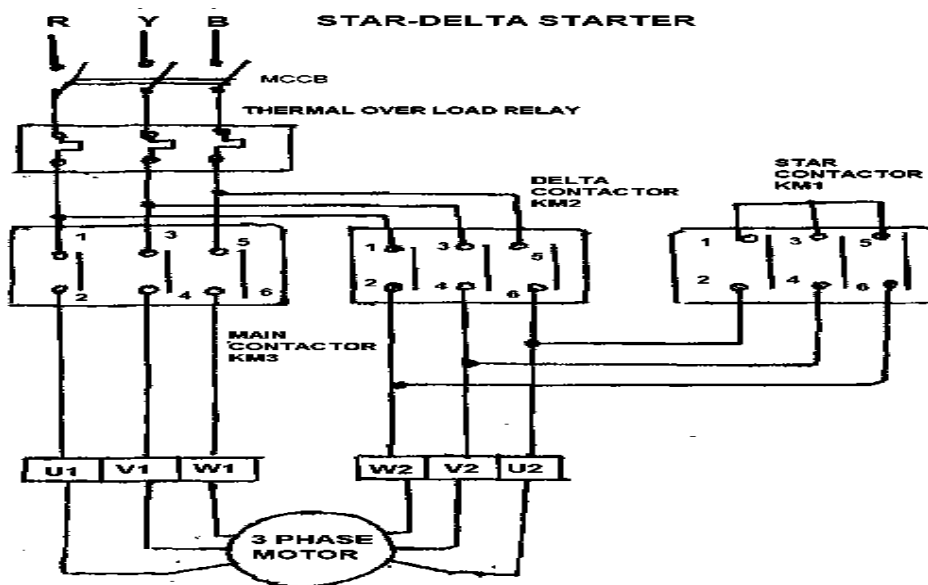 R Y B STAR-DELTA STARTER
MCCB
THERMAL OVER LOAD RELAY
DELTA
CONTACTOR
KM2
STAR
CONTACTOR
KM1
1 3 5
2 4 6
1 3 5
2 4 6
1 3 5
2 4 6
MAIN
CONTACTOR
KM3
U1 V1 W1
W2 V2 U2
3 PHASE
MOTOR